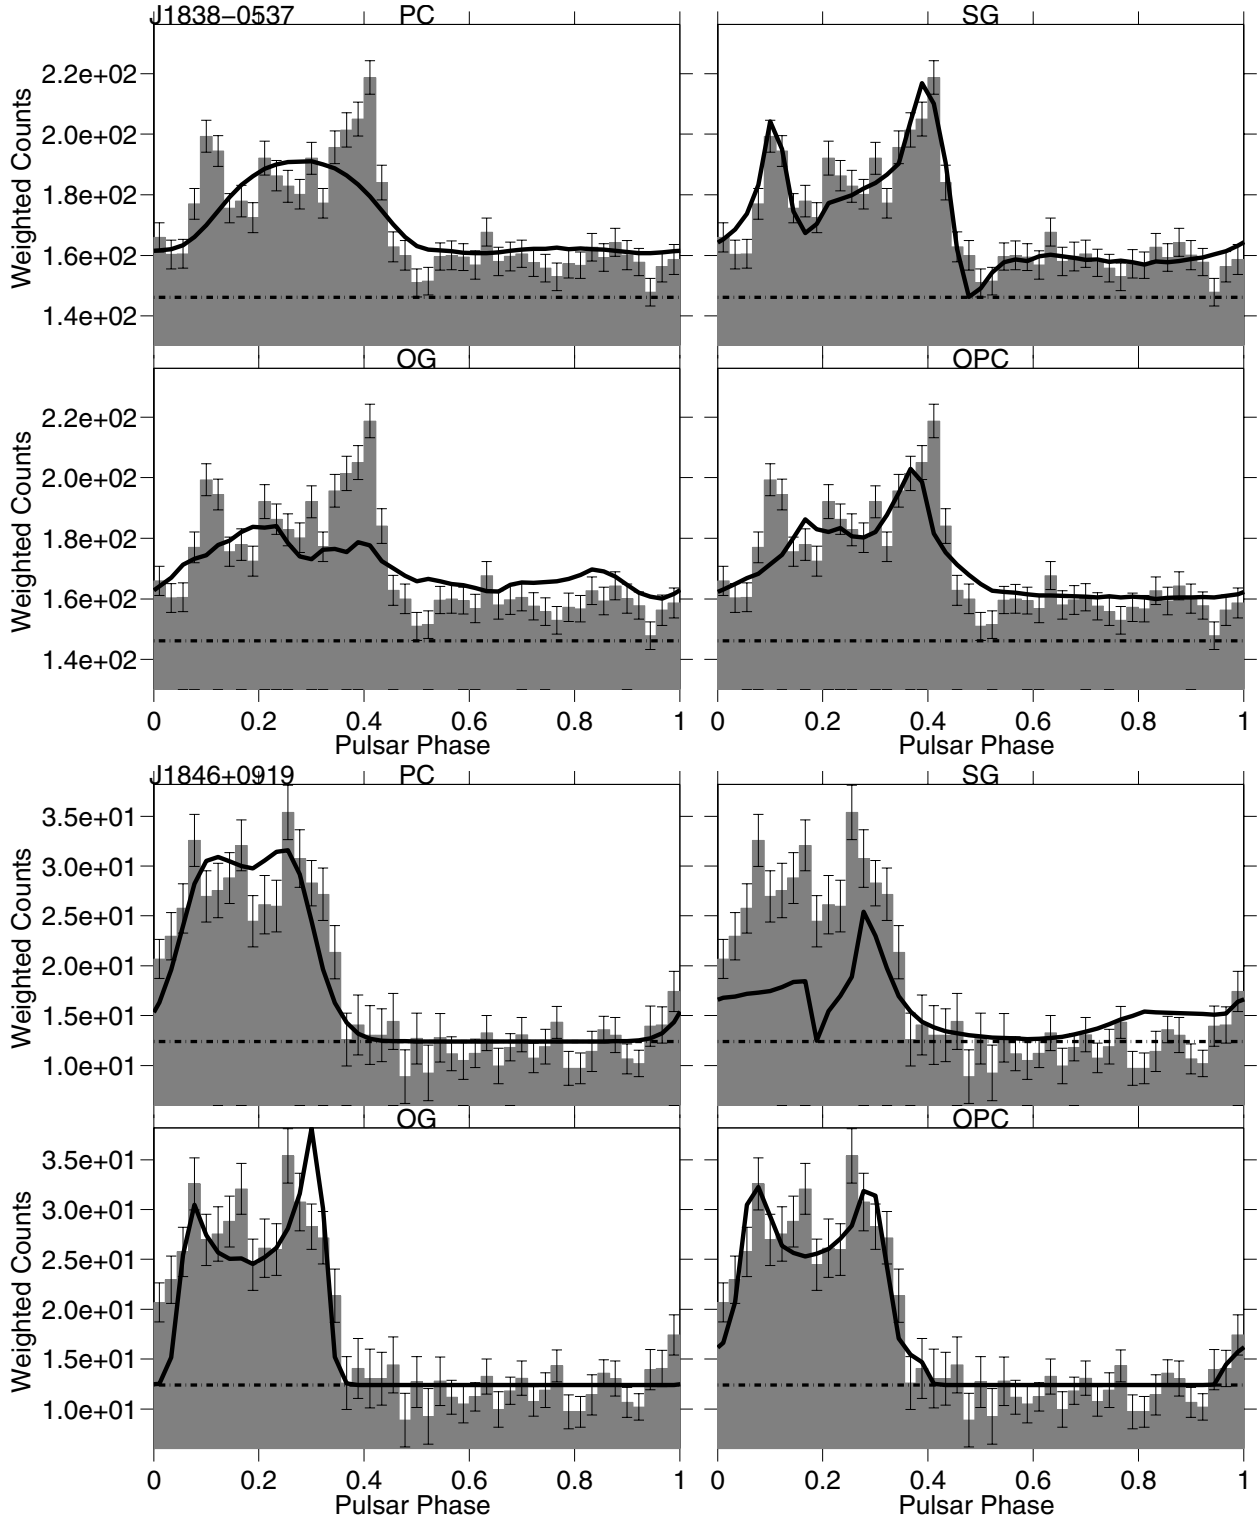 J1838−0537 PC SG
Weighted Counts
2.2e+02
2.0e+02
1.8e+02
1.6e+02
1.4e+02
OG OPC
Weighted Counts
2.2e+02
2.0e+02
1.8e+02
1.6e+02
1.4e+02
0 0.2 0.4 0.6 0.8 1 0 0.2 0.4 0.6 0.8 1
Pulsar Phase Pulsar Phase
J1846+0919 PC SG
Weighted Counts
3.5e+01
3.0e+01
2.5e+01
2.0e+01
1.5e+01
1.0e+01
OG OPC
Weighted Counts
3.5e+01
3.0e+01
2.5e+01
2.0e+01
1.5e+01
1.0e+01
0 0.2 0.4 0.6 0.8 1 0 0.2 0.4 0.6 0.8 1
Pulsar Phase Pulsar Phase